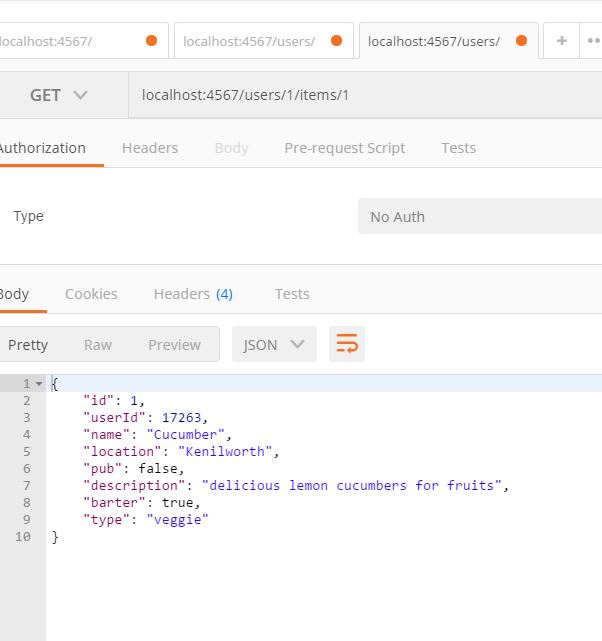 localhost:4567/ localhost:4567/users/ localhost:4567/users/ + ••
GET localhost:4567/users/1/items/1
Authorization Headers Body Pre-request Script Tests
Type No Auth
Body Cookies Headers (4) Tests
Pretty Raw Preview JSON
1 {
2 "id": 1,
3 "userId": 17263,
4 "name": "Cucumber",
5 "location": "Kenilworth",
6 "pub": false,
7 "description": "delicious lemon cucumbers for fruits",
8 "barter": true,
9 "type": "veggie"
10 }